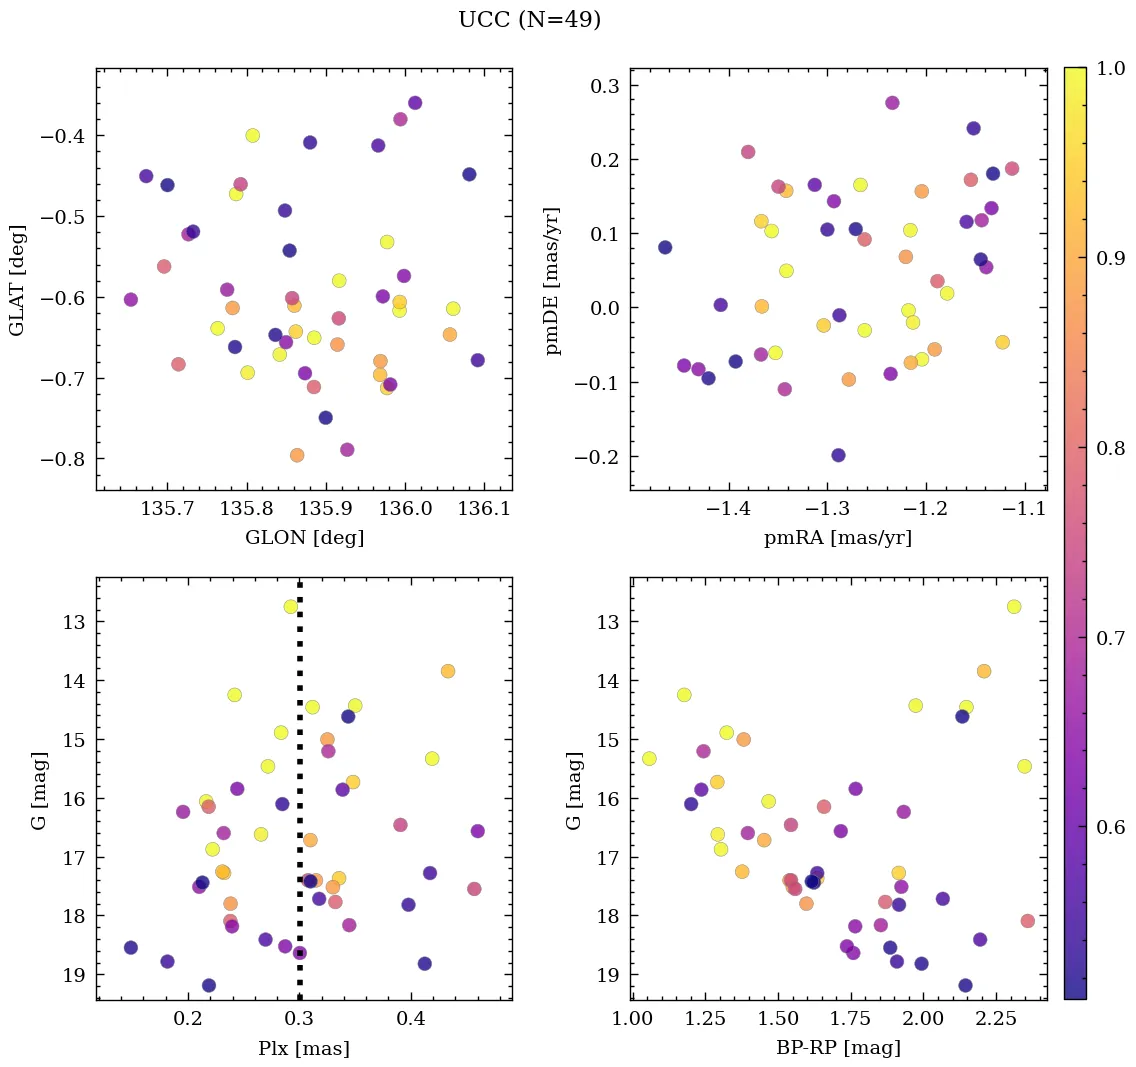 UCC (N=49)
−0.4
−0.5
−0.6
−0.7
−0.8
GLAT [deg]
135.7 135.8 135.9 136.0 136.1
GLON [deg]
0.3
0.2
0.1
0.0
−0.1
−0.2
pmDE [mas/yr]
−1.4 −1.3 −1.2 −1.1
pmRA [mas/yr]
1.0
0.9
0.8
0.7
0.6
13
14
15
16
17
18
19
G [mag]
0.2 0.3 0.4
Plx [mas]
13
14
15
16
17
18
19
G [mag]
1.00 1.25 1.50 1.75 2.00 2.25
BP-RP [mag]